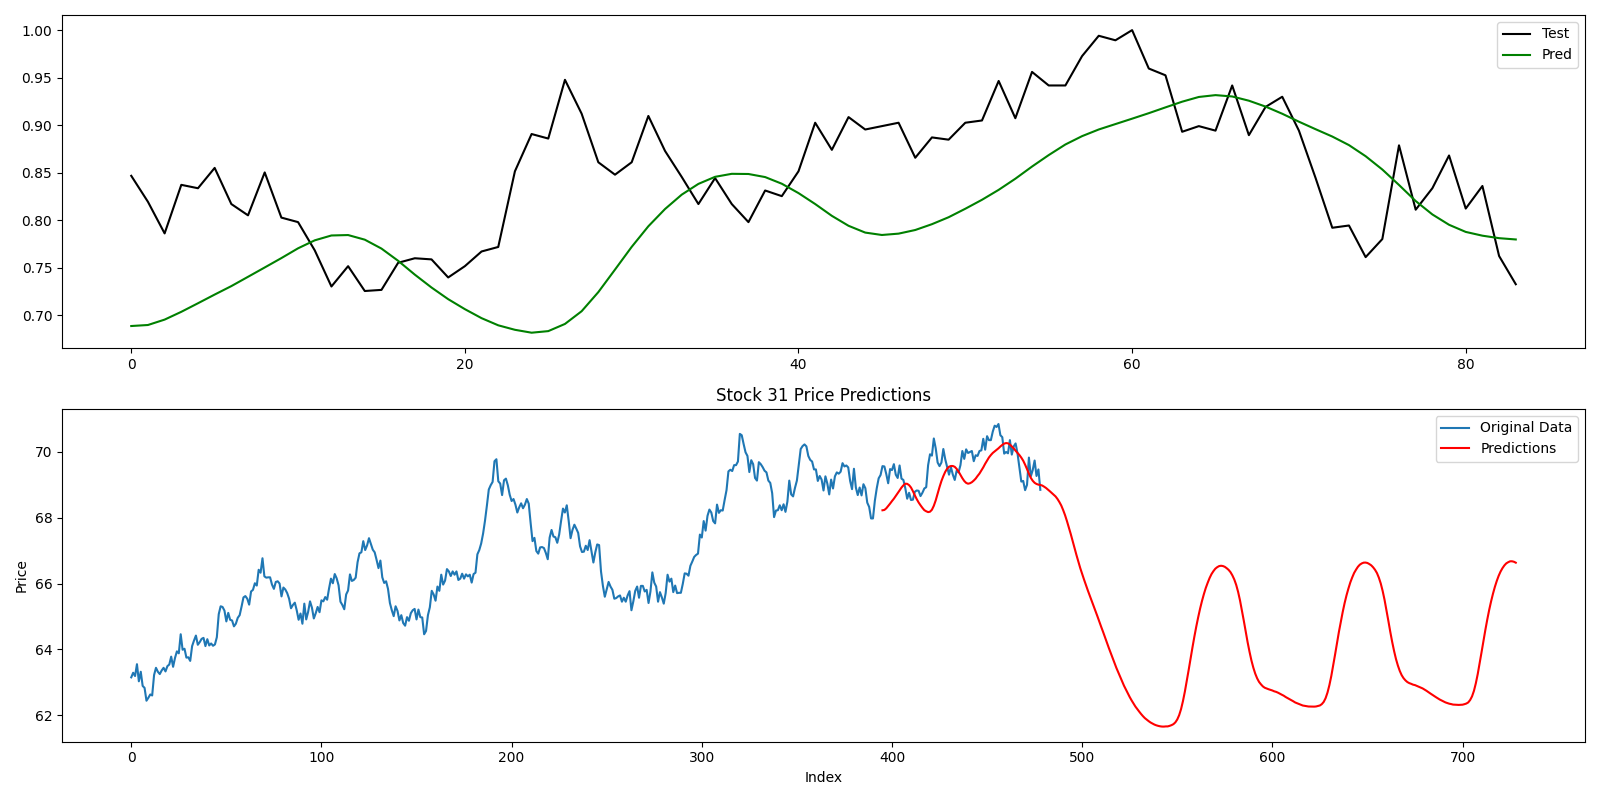 1.00
0.95
0.90
0.85
0.80
0.75
0.70
0 20 40 60 80
Test
Pred
Stock 31 Price Predictions
Price
70
68
66
64
62
0 100 200 300 400 500 600 700
Index
Original Data
Predictions